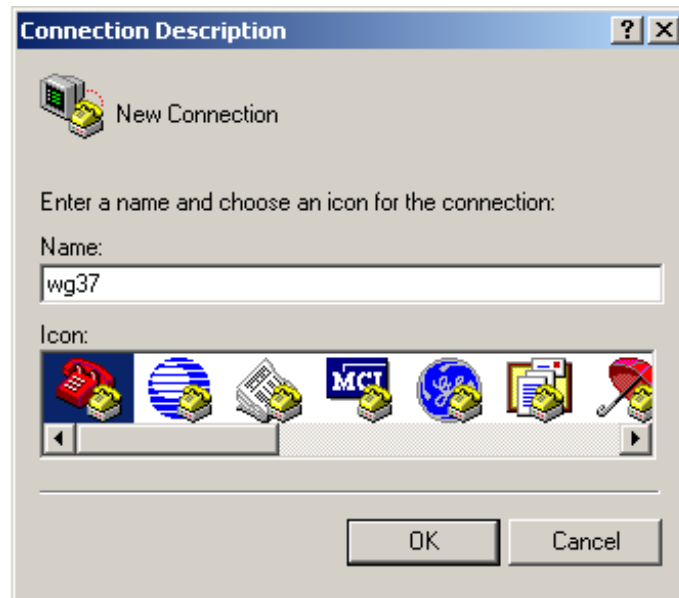 Connection Description
New Connection
Enter a name and choose an icon for the connection:
Name:
wg37
Icon:
MCI
OK
Cancel